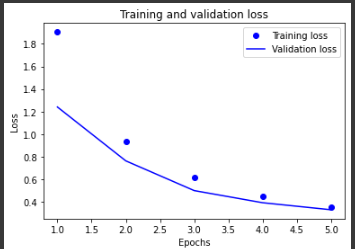 Training and validation loss
Training loss
Validation loss
Loss
1.8
1.6
1.4
1.2
1.0
0.8
0.6
0.4
1.0 1.5 2.0 2.5 3.0 3.5 4.0 4.5 5.0
Epochs